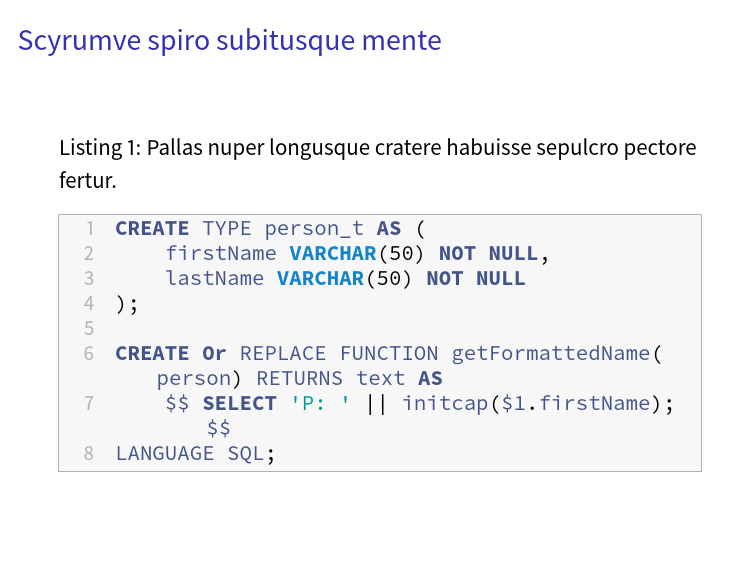 Scyrumve spiro subitusque mente
Listing 1: Pallas nuper longusque cratere habuisse sepulcro pectore
fertur.
1 CREATE TYPE person_t AS (
2     firstName VARCHAR(50) NOT NULL,
3     lastName VARCHAR(50) NOT NULL
4 );
5
6 CREATE Or REPLACE FUNCTION getFormattedName(
person) RETURNS text AS
7     $$ SELECT 'P: ' || initcap($1.firstName);
$$
8 LANGUAGE SQL;